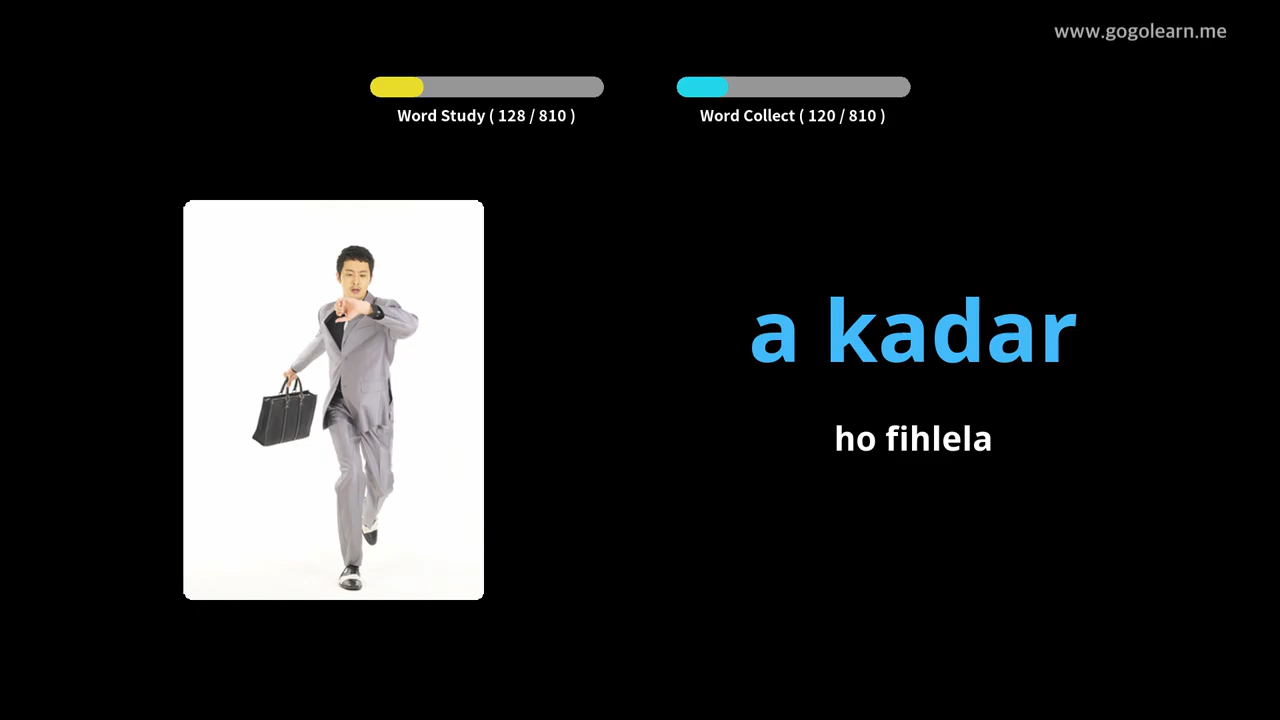 www.gogolearn.me
Word Study ( 128 / 810 )
Word Collect ( 120 / 810 )
a kadar
ho fihlela